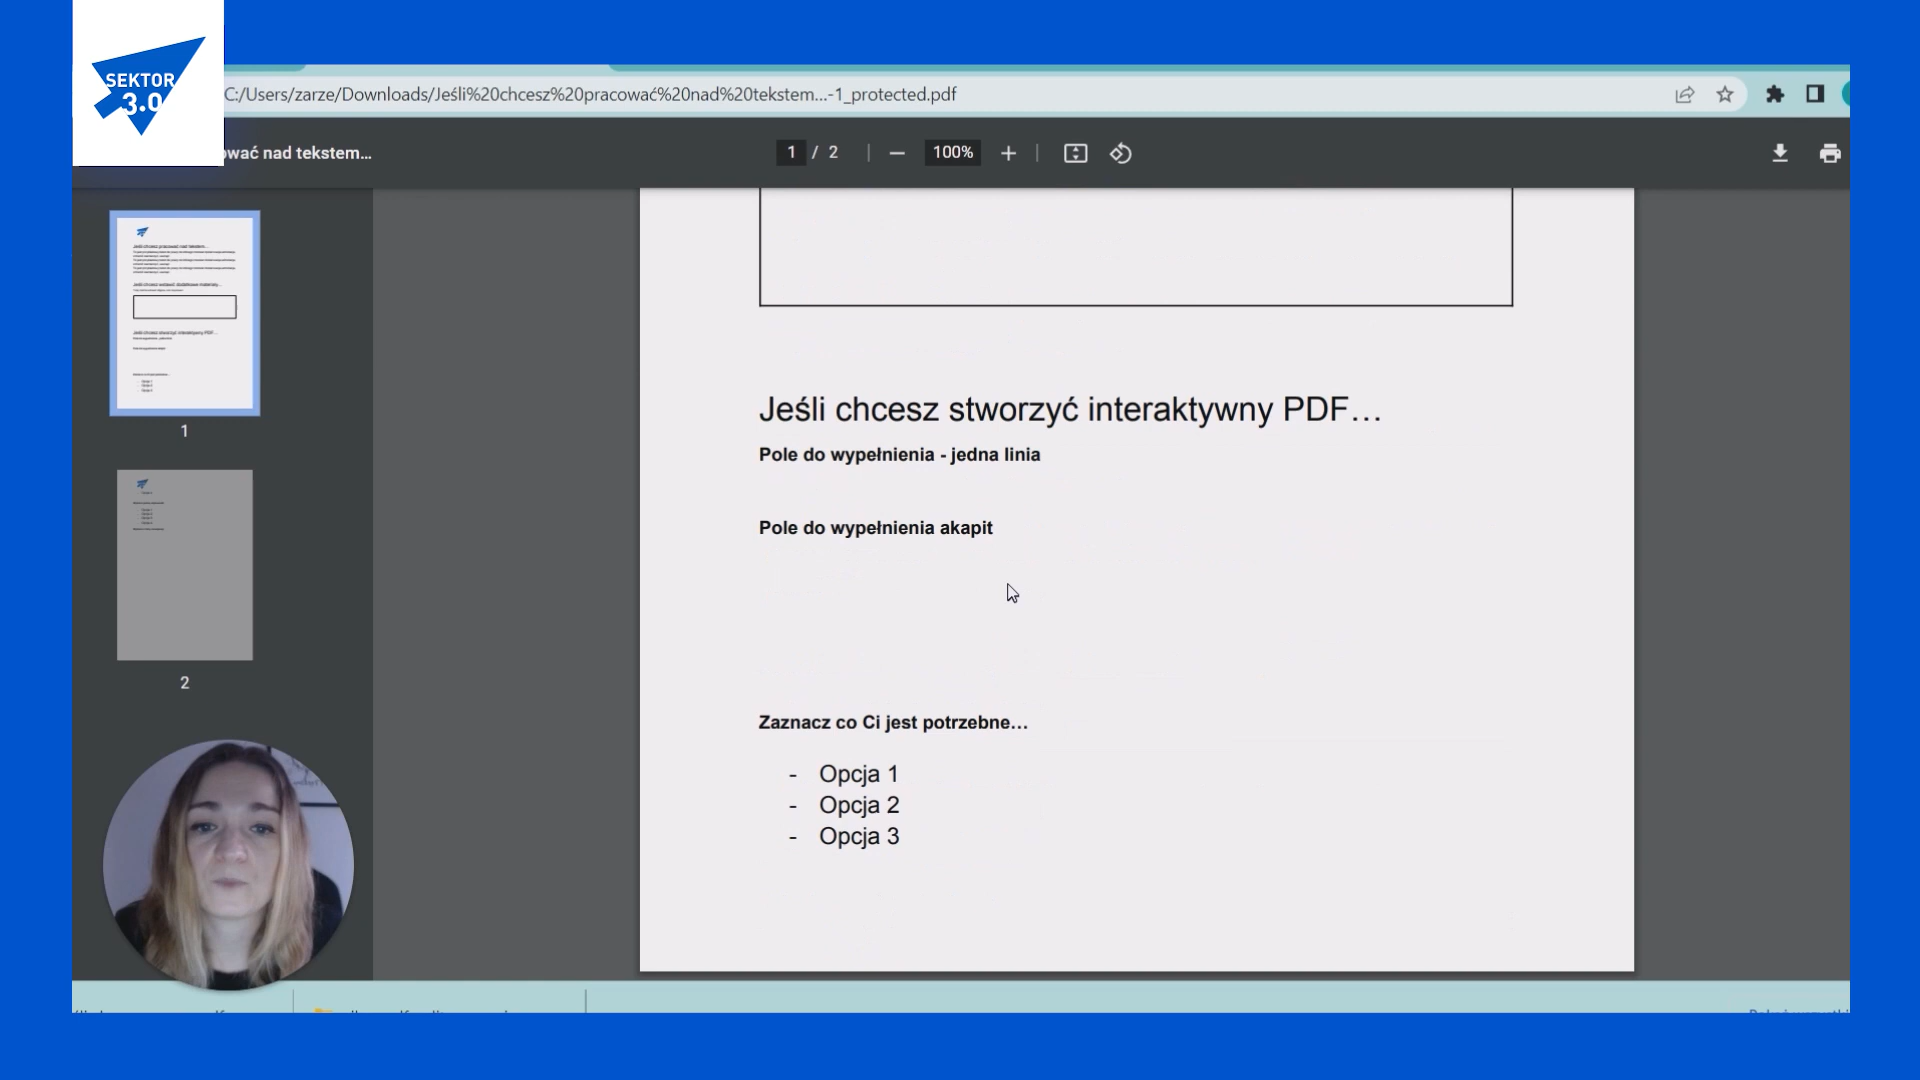 SEKTOR
3.0
C:/Users/zarze/Downloads/Jeśli%20chcesz%20pracować%20nad%20tekstem...-1_protected.pdf
ować nad tekstem…
1 / 2
100%
Jeśli chcesz stworzyć interaktywny PDF…
Pole do wypełnienia - jedna linia
Pole do wypełnienia akapit
Zaznacz co Ci jest potrzebne…
- Opcja 1
- Opcja 2
- Opcja 3
1
2